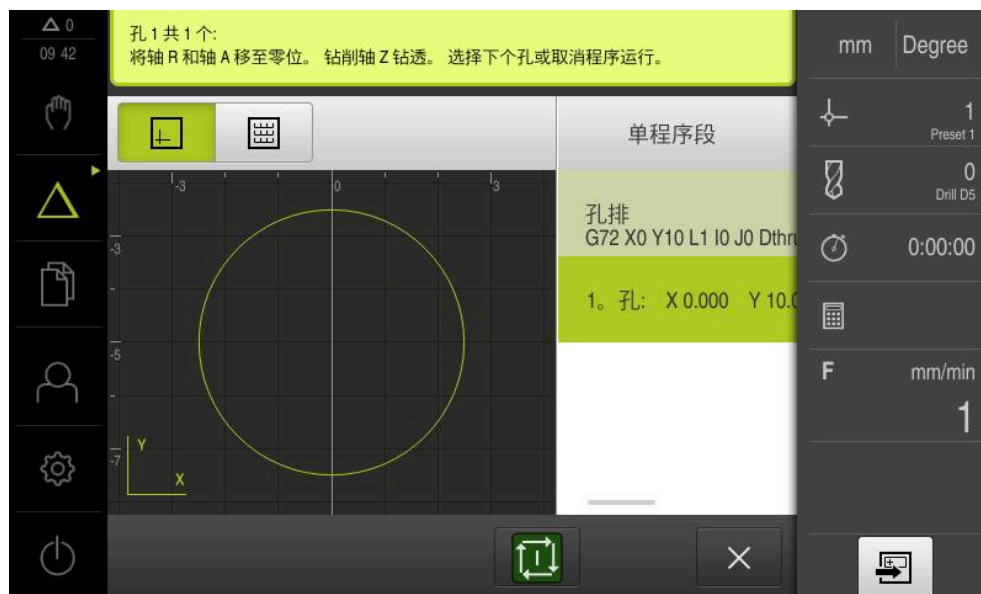 0
09 42
孔 1 共 1 个:
将轴 R 和轴 A 移至零位。 钻削轴 Z 钻透。 选择下个孔或取消程序运行。
mm Degree
单程序段
1
Preset 1
0
Drill D5
-3 0 3
-3
-5
-7
Y
X
孔排
G72 X0 Y10 L1 I0 J0 Dthru
1。孔: X 0.000 Y 10.0
0:00:00
F mm/min
1